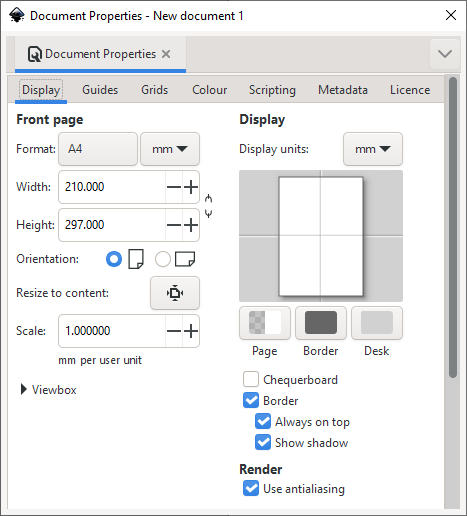 Document Properties - New document 1
Document Properties
Display Guides Grids Colour Scripting Metadata Licence
Front page
Format: A4 mm
Width: 210.000
Height: 297.000
Orientation:
Resize to content:
Scale: 1.000000
mm per user unit
Viewbox
Display
Display units: mm
Page Border Desk
Chequerboard
Border
Always on top
Show shadow
Render
Use antialiasing